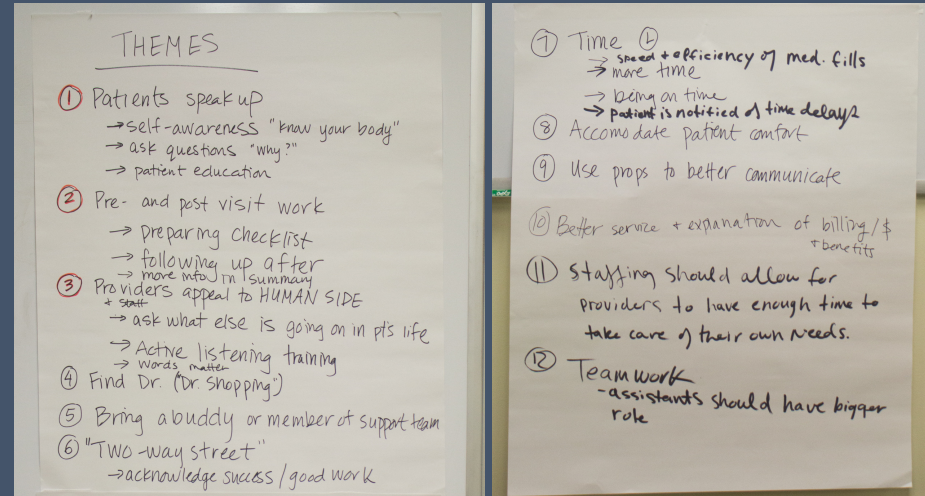 THEMES
① Patients speak up
→ self-awareness "know your body"
→ ask questions "why?"
→ patient education
② Pre- and post visit work
→ preparing checklist
→ following up after
→ more info in summary
③ Providers appeal to HUMAN SIDE
+ staff
→ ask what else is going on in pt's life
→ Active listening training
→ words matter
④ Find Dr. ("Dr. Shopping")
⑤ Bring a buddy or member of support team
⑥ "Two-way street"
→ acknowledge success / good work
⑦ Time
→ speed + efficiency of med. fills
→ more time
→ being on time
→ patient is notified of time delays
⑧ Accomodate patient comfort
⑨ Use props to better communicate
⑩ Better service + explanation of billing / $
+ benefits
⑪ Staffing should allow for
providers to have enough time to
take care of their own needs.
⑫ Teamwork
- assistants should have bigger
role